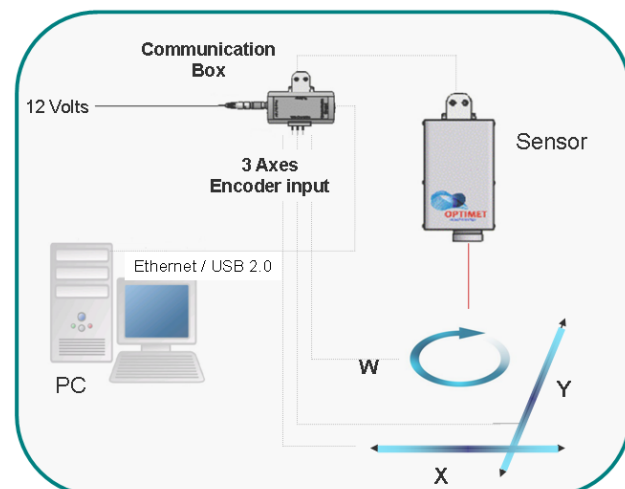 Communication
Box
12 Volts
Sensor
3 Axes
Encoder input
OPTIMET
Ethernet / USB 2.0
PC
W
Y
X